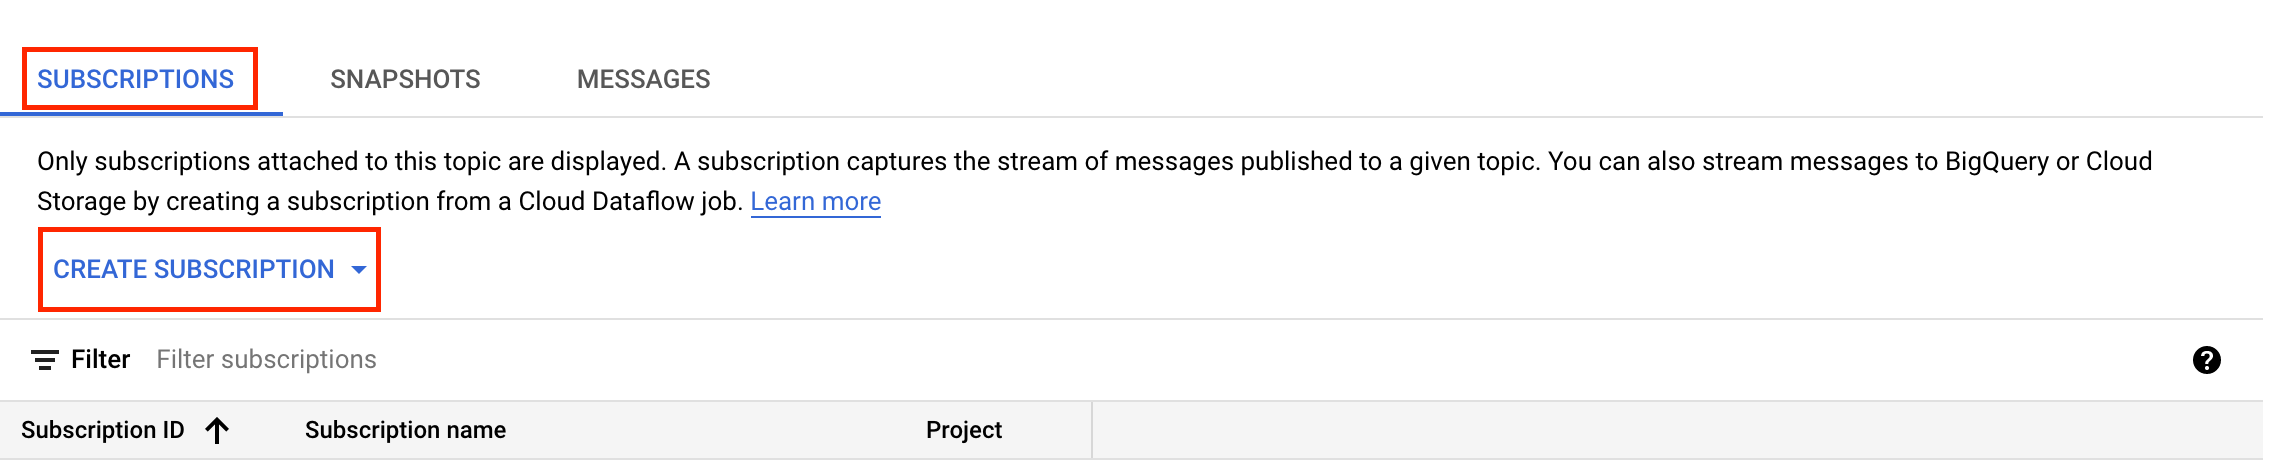 SUBSCRIPTIONS SNAPSHOTS MESSAGES
Only subscriptions attached to this topic are displayed. A subscription captures the stream of messages published to a given topic. You can also stream messages to BigQuery or Cloud
Storage by creating a subscription from a Cloud Dataflow job. Learn more
CREATE SUBSCRIPTION
Filter Filter subscriptions ?
Subscription ID Subscription name Project